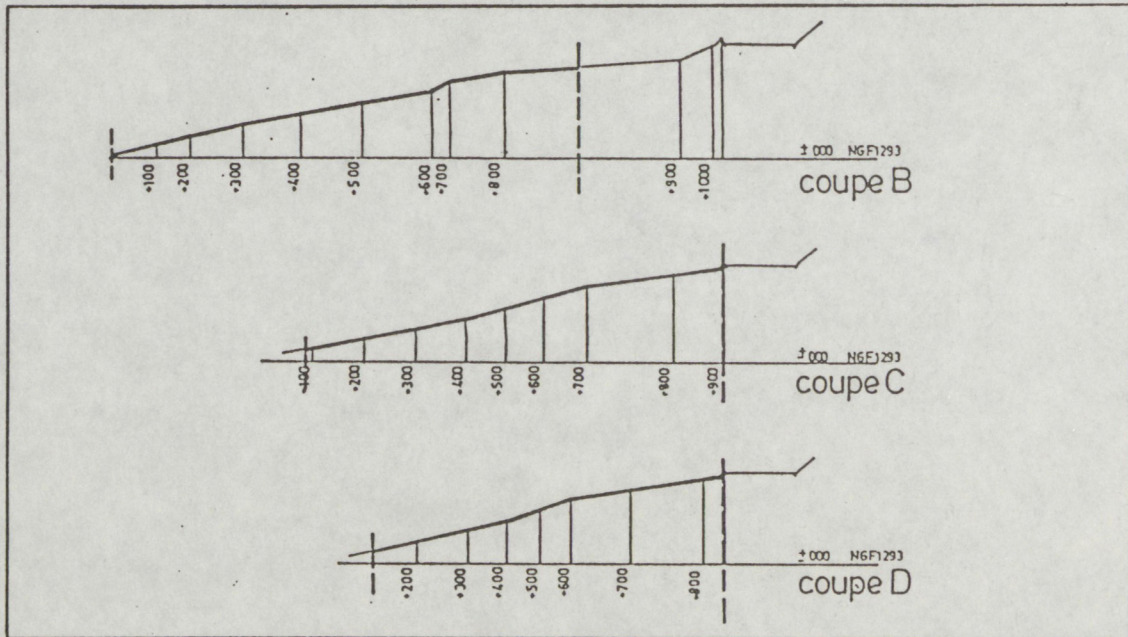 ± 000 NGF1293
+100 +200 +300 +400 +500 +600 +700 +800 +900 +1000
coupe B
± 000 NGF1293
+100 +200 +300 +400 +500 +600 +700 +800 +900
coupe C
± 000 NGF1293
+200 +300 +400 +500 +600 +700 +800
coupe D